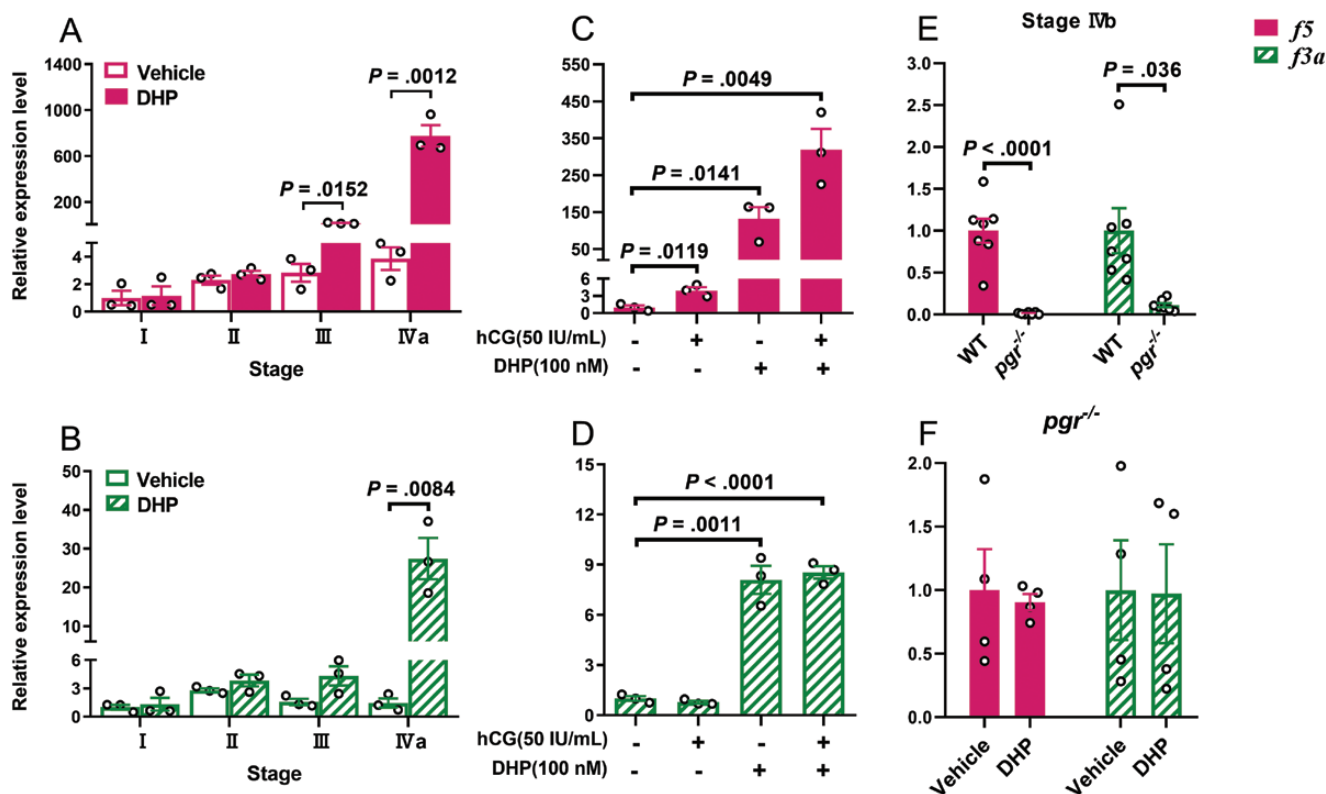 A
Relative expression level
1400
1000
600
200
6
4
2
0
Vehicle
DHP
P = .0012
P = .0152
Ⅰ Ⅱ Ⅲ Ⅳa
Stage
C
550
450
350
250
150
50
6
3
0
P = .0049
P = .0141
P = .0119
hCG(50 IU/mL) - + - +
DHP(100 nM) - - + +
E
Stage Ⅳb
f5
f3a
3.0
2.5
2.0
1.5
1.0
0.5
0.0
P < .0001
P = .036
WT pgr-/- WT pgr-/-
B
Relative expression level
50
40
30
20
10
6
3
0
Vehicle
DHP
P = .0084
Ⅰ Ⅱ Ⅲ Ⅳa
Stage
D
15
12
9
6
3
0
P < .0001
P = .0011
hCG(50 IU/mL) - + - +
DHP(100 nM) - - + +
F
pgr-/-
2.0
1.5
1.0
0.5
0.0
Vehicle DHP Vehicle DHP